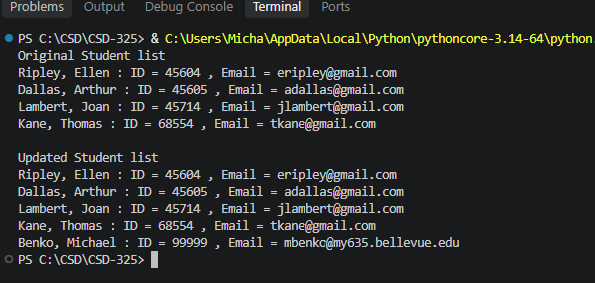 Problems Output Debug Console Terminal Ports
PS C:\CSD\CSD-325> & C:\Users\Micha\AppData\Local\Python\pythoncore-3.14-64\python.
Original Student list
Ripley, Ellen : ID = 45604 , Email = eripley@gmail.com
Dallas, Arthur : ID = 45605 , Email = adallas@gmail.com
Lambert, Joan : ID = 45714 , Email = jlambert@gmail.com
Kane, Thomas : ID = 68554 , Email = tkane@gmail.com
Updated Student list
Ripley, Ellen : ID = 45604 , Email = eripley@gmail.com
Dallas, Arthur : ID = 45605 , Email = adallas@gmail.com
Lambert, Joan : ID = 45714 , Email = jlambert@gmail.com
Kane, Thomas : ID = 68554 , Email = tkane@gmail.com
Benko, Michael : ID = 99999 , Email = mbenko@my635.bellevue.edu
PS C:\CSD\CSD-325>